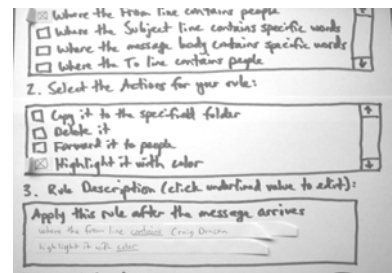 Where the From line contains people
Where the Subject line contains specific words
Where the message body contains specific words
Where the To line contains people
2. Select the Actions for your rule:
Copy it to the specified folder
Delete it
Forward it to people
Highlight it with color
3. Rule Description (click underlined value to edit):
Apply this rule after the message arrives
Where the from line contains Craig
highlight it with color